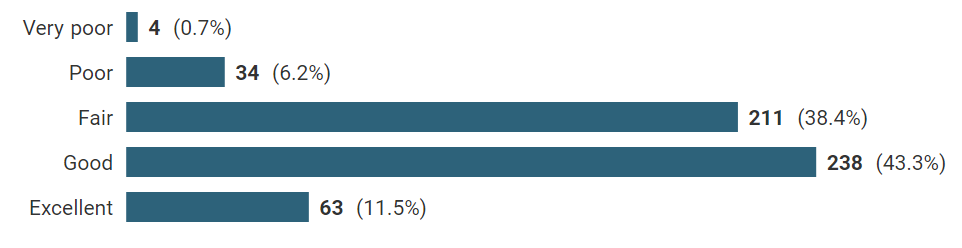 Very poor 4 (0.7%)
Poor 34 (6.2%)
Fair 211 (38.4%)
Good 238 (43.3%)
Excellent 63 (11.5%)